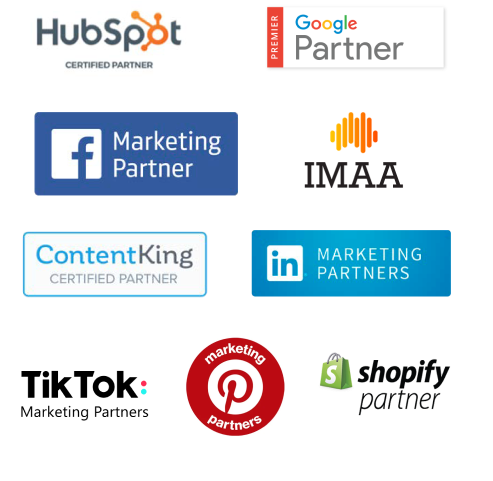 HubSpot
CERTIFIED PARTNER
PREMIER
Google
Partner
f Marketing
Partner
IMAA
ContentKing
CERTIFIED PARTNER
in MARKETING
PARTNERS
TikTok:
Marketing Partners
marketing
P
partners
S shopify
partner